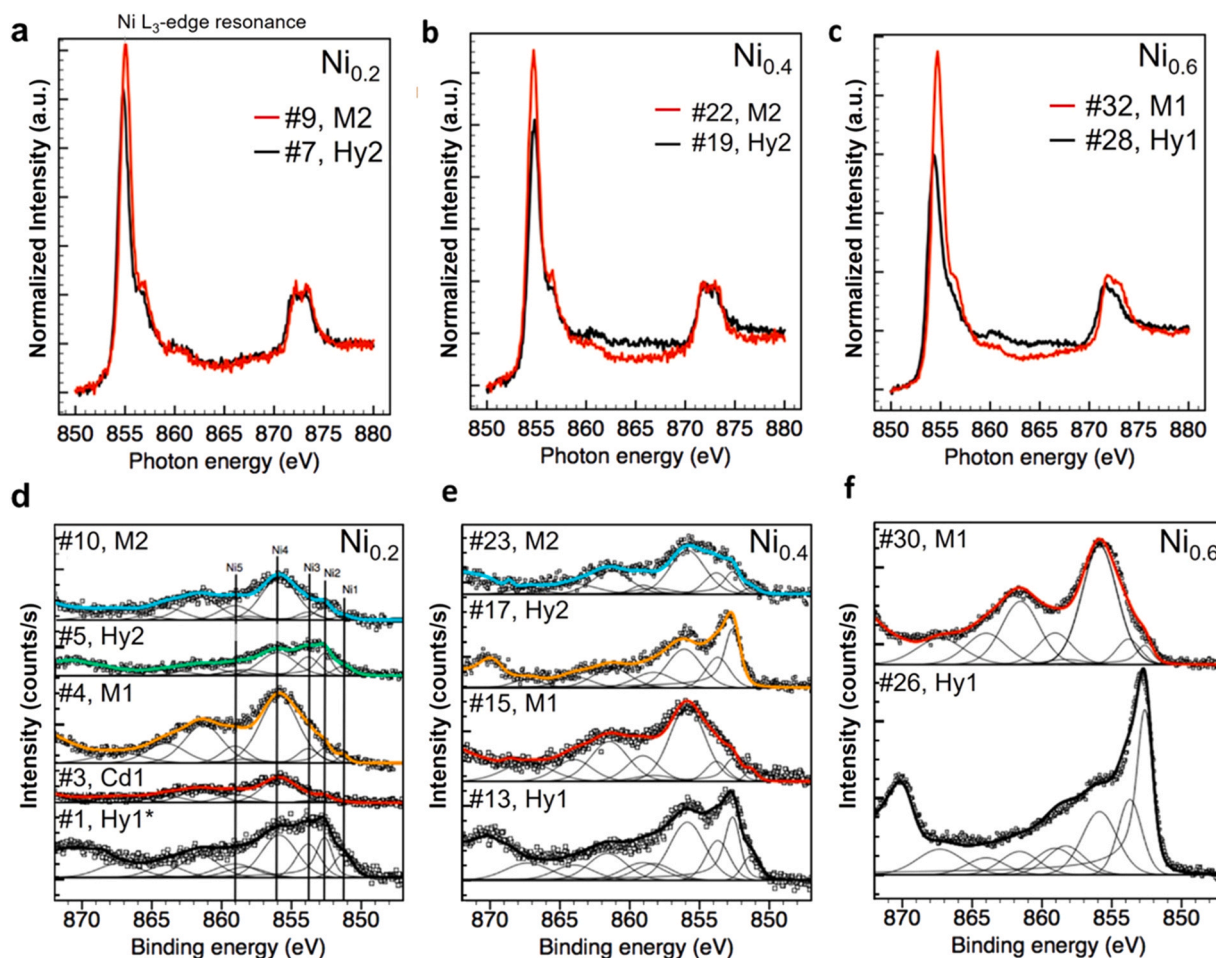 Ni L₃-edge resonance
a
Ni₀.₂
#9, M2
#7, Hy2
Normalized Intensity (a.u.)
850 855 860 865 870 875 880
Photon energy (eV)
b
Ni₀.₄
#22, M2
#19, Hy2
Normalized Intensity (a.u.)
850 855 860 865 870 875 880
Photon energy (eV)
c
Ni₀.₆
#32, M1
#28, Hy1
Normalized Intensity (a.u.)
850 855 860 865 870 875 880
Photon energy (eV)
d
#10, M2
Ni₀.₂
Ni5
Ni4
Ni3
Ni2
Ni1
#5, Hy2
#4, M1
#3, Cd1
#1, Hy1*
Intensity (counts/s)
870 865 860 855 850
Binding energy (eV)
e
#23, M2
Ni₀.₄
#17, Hy2
#15, M1
#13, Hy1
Intensity (counts/s)
870 865 860 855 850
Binding energy (eV)
f
#30, M1
Ni₀.₆
#26, Hy1
Intensity (counts/s)
870 865 860 855 850
Binding energy (eV)